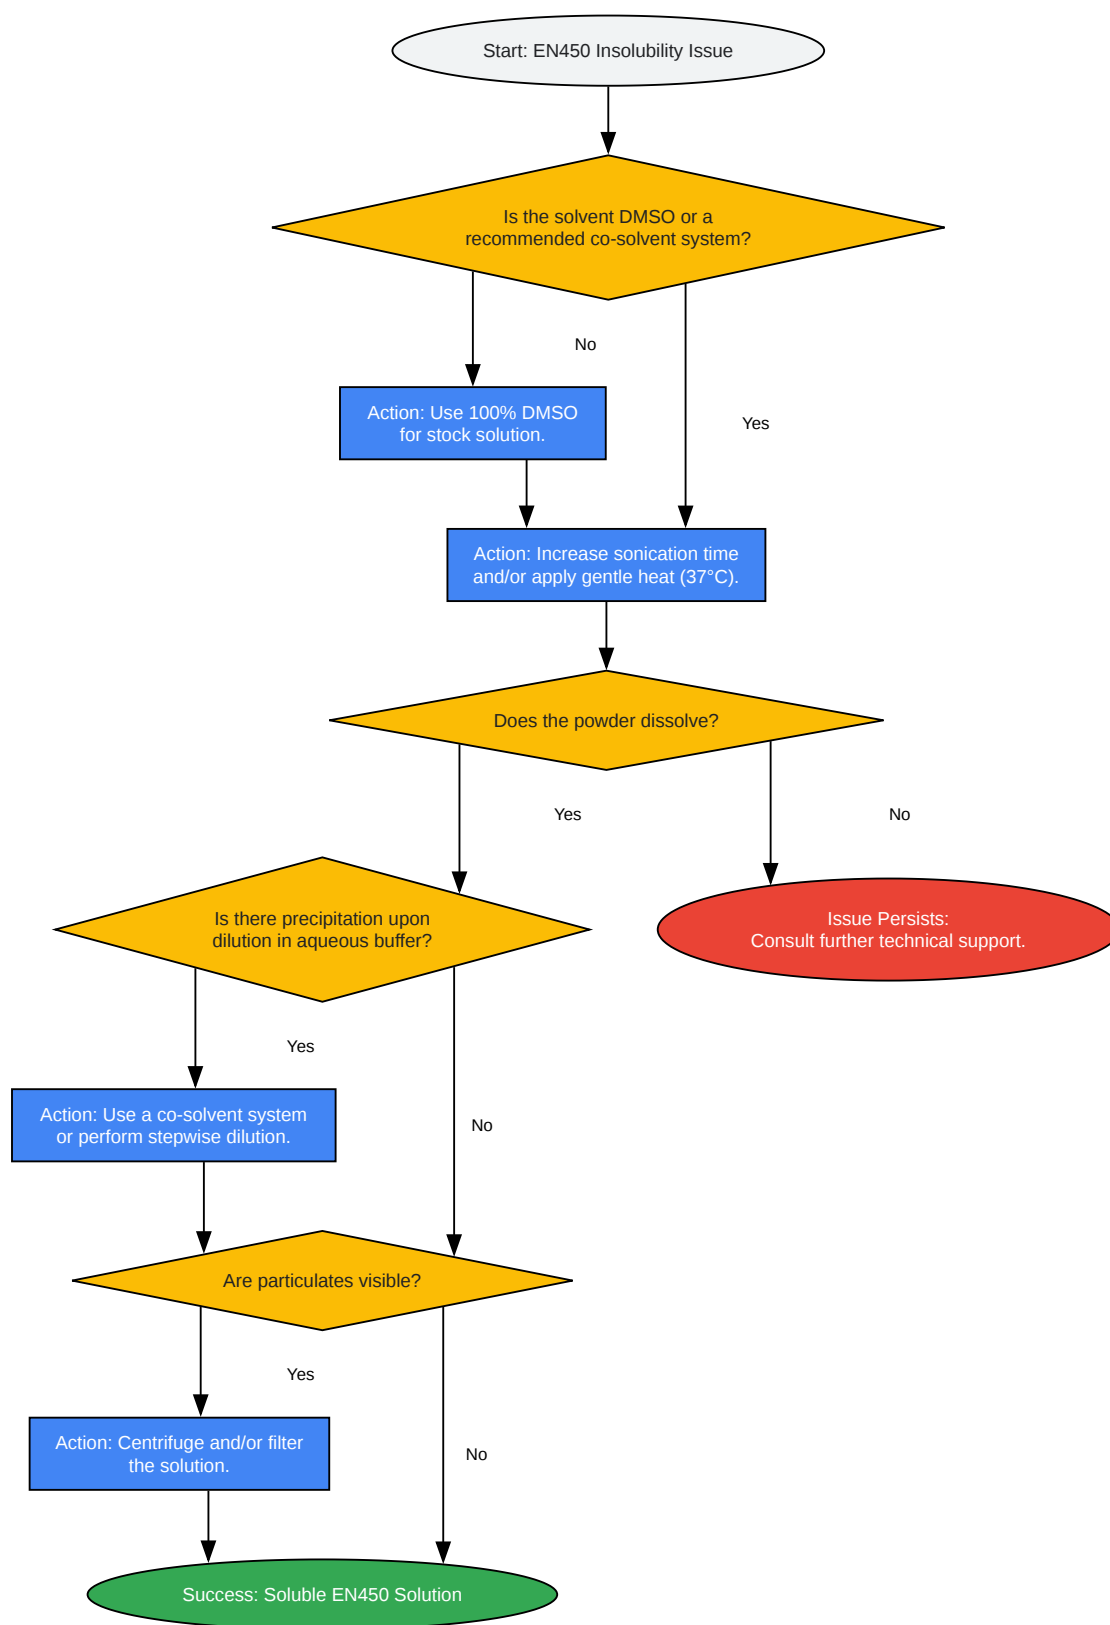 Start: EN450 Insolubility Issue
Is the solvent DMSO or a
recommended co-solvent system?
No
Action: Use 100% DMSO
for stock solution.
Yes
Action: Increase sonication time
and/or apply gentle heat (37°C).
Does the powder dissolve?
Yes
No
Is there precipitation upon
dilution in aqueous buffer?
Issue Persists:
Consult further technical support.
Yes
Action: Use a co-solvent system
or perform stepwise dilution.
No
Are particulates visible?
Yes
Action: Centrifuge and/or filter
the solution.
No
Success: Soluble EN450 Solution